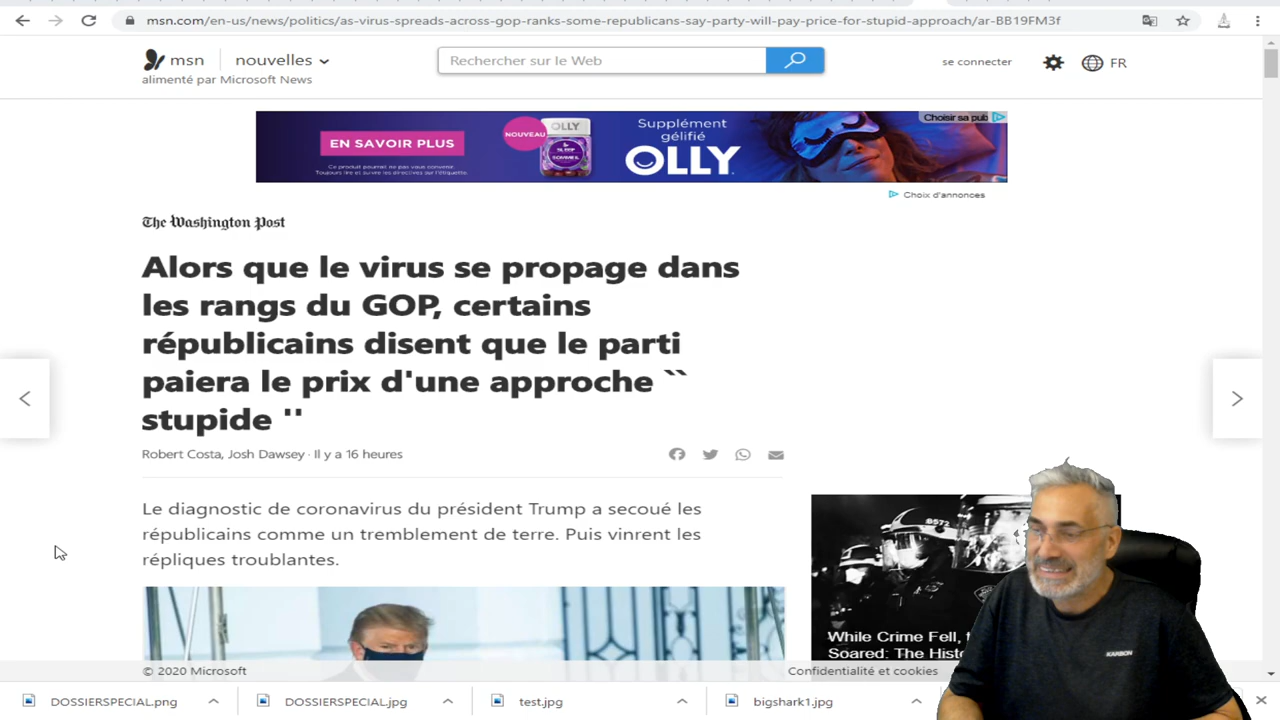 msn.com/en-us/news/politics/as-virus-spreads-across-gop-ranks-some-republicans-say-party-will-pay-price-for-stupid-approach/ar-BB19FM3f
msn nouvelles
alimenté par Microsoft News
Rechercher sur le Web
se connecter
FR
EN SAVOIR PLUS
Ce produit pourrait ne pas vous convenir.
Toujours lire et suivre les directives sur l'étiquette.
NOUVEAU
OLLY
SLEEP
SOMMEIL
Supplément
gélifié
OLLY
Choisir sa pub
Choix d'annonces
The Washington Post
Alors que le virus se propage dans
les rangs du GOP, certains
républicains disent que le parti
paiera le prix d'une approche ``
stupide ''
Robert Costa, Josh Dawsey · Il y a 16 heures
Le diagnostic de coronavirus du président Trump a secoué les
républicains comme un tremblement de terre. Puis vinrent les
répliques troublantes.
While Crime Fell,
Soared: The
© 2020 Microsoft
Confidentialité et cookies
DOSSIERSPECIAL.png
DOSSIERSPECIAL.jpg
test.jpg
bigshark1.jpg
KARBON